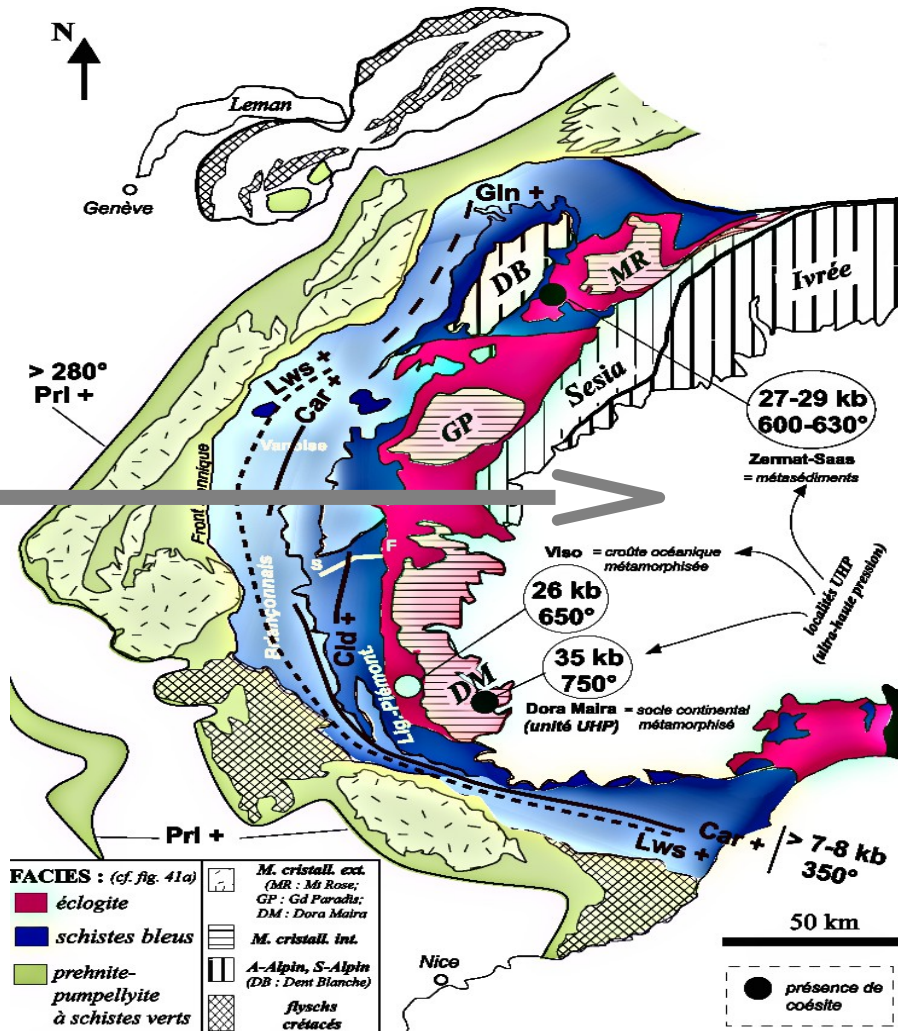 N
Leman
Genève
Gln +
DB
MR
Ivrée
> 280°
Prl +
Lws +
Car +
Sesia
27-29 kb
600-630°
Vanoise
GP
Zermat-Saas
= métasédiments
Viso = croûte océanique
métamorphisée
localités UHP
(ultra-haute pression)
S
F
26 kb
650°
Briançonnais
Cld +
Lig.-Piémont
35 kb
750°
DM
Dora Maira = socle continental
(unité UHP) métamorphisé
Prl +
Car +
Lws +
> 7-8 kb
350°
FACIES : (cf. fig. 41a)
éclogite
schistes bleus
prehnite-
pumpellyite
à schistes verts
M. cristall. ext.
(MR : Mt Rose;
GP : Gd Paradis;
DM : Dora Maira
M. cristall. int.
A-Alpin, S-Alpin
(DB : Dent Blanche)
flyschs
crétacés
Nice
50 km
présence de
coésite